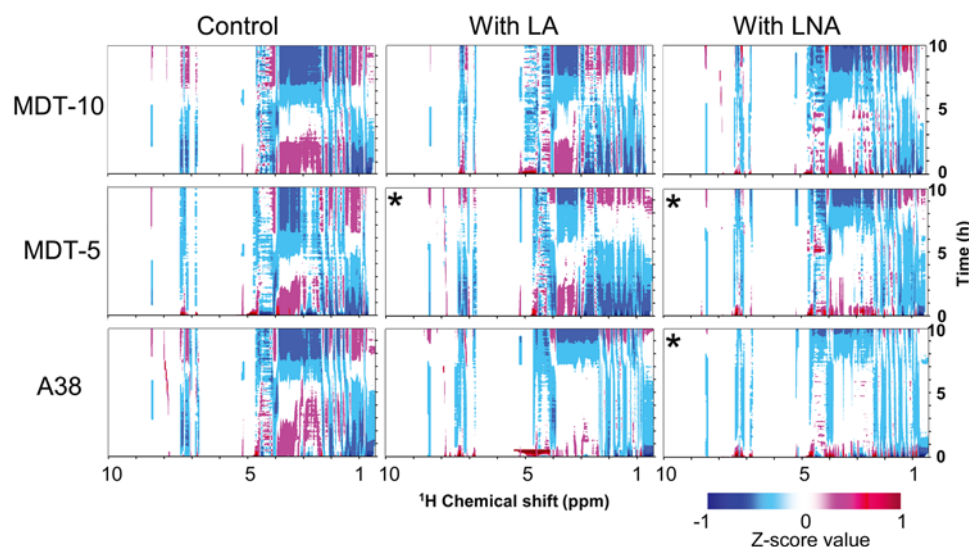 Control With LA With LNA
MDT-10
10
5
0
MDT-5
*
*
10
5
0
Time (h)
A38
*
10
5
0
10 5 1 10 5 1 10 5 1
¹H Chemical shift (ppm)
-1 0 1
Z-score value